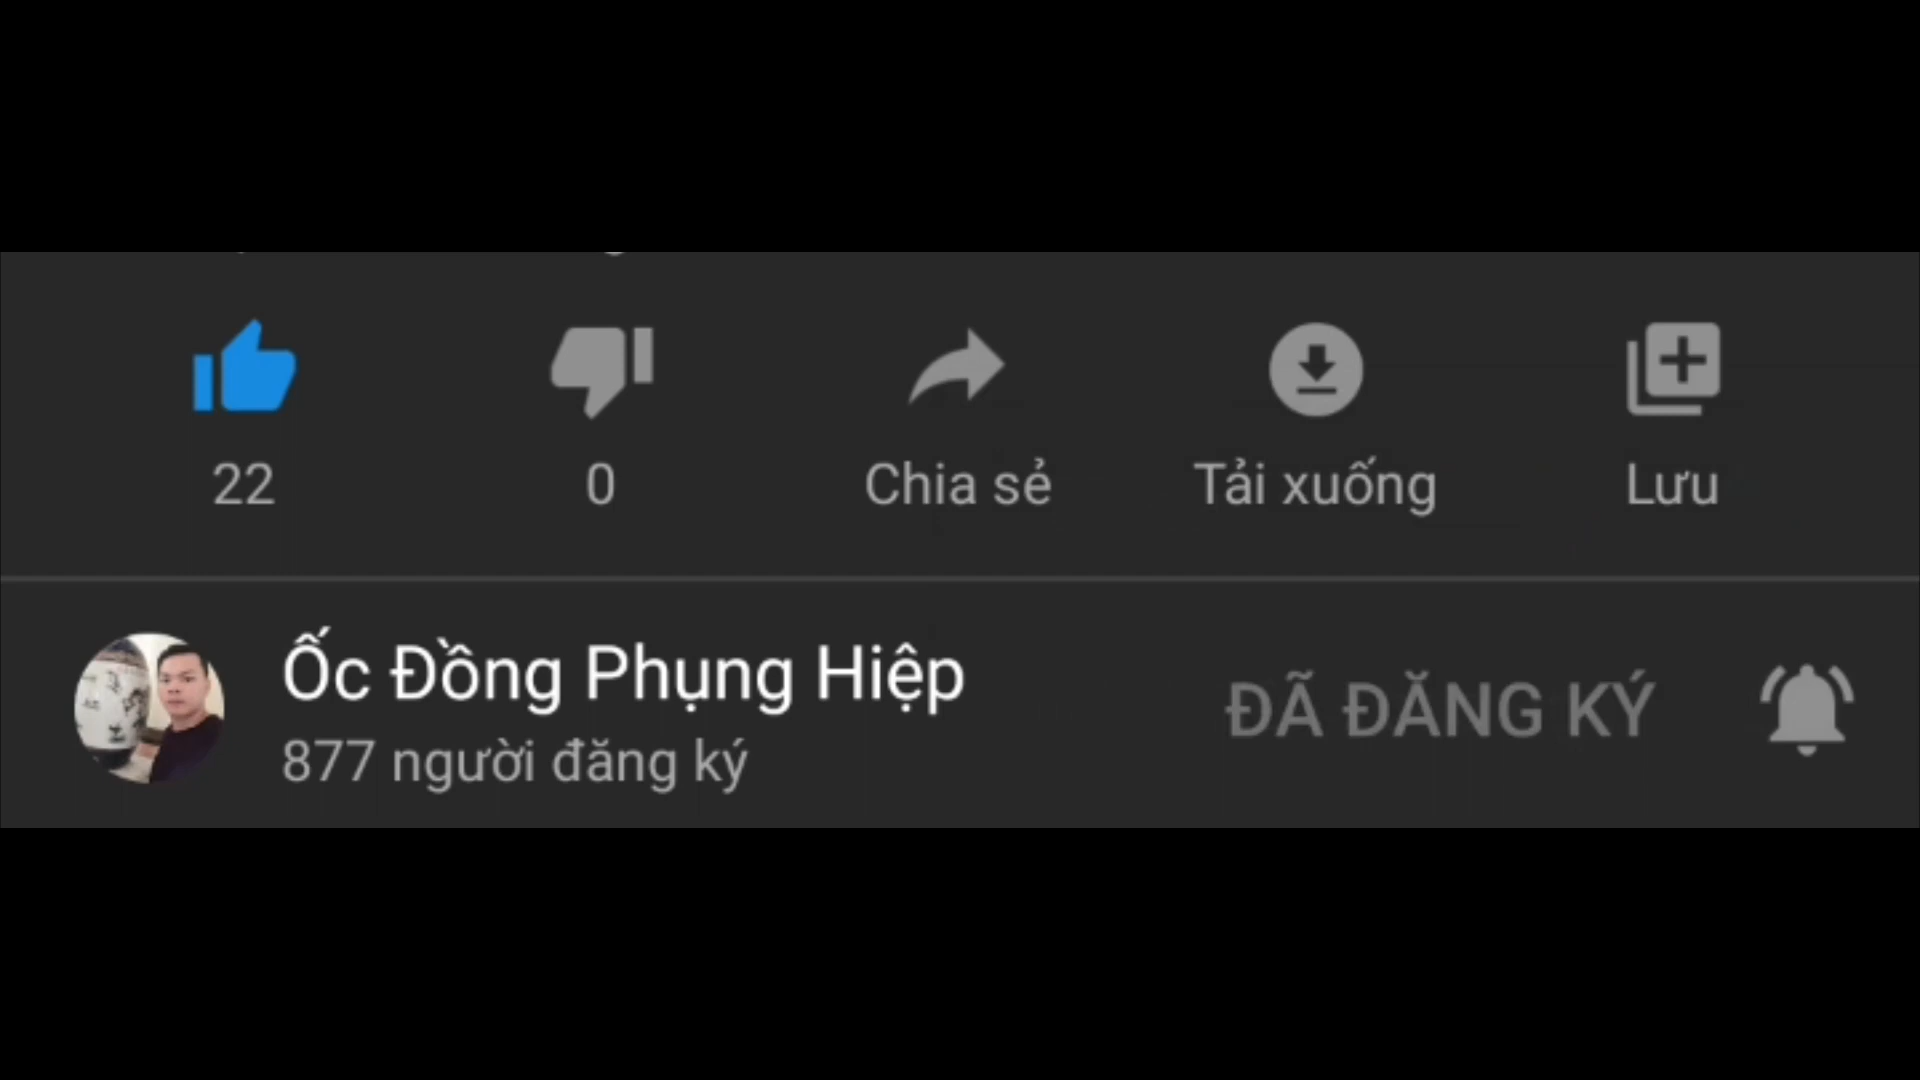 22
0
Chia sẻ
Tải xuống
Lưu
Ốc Đồng Phụng Hiệp
877 người đăng ký
ĐÃ ĐĂNG KÝ